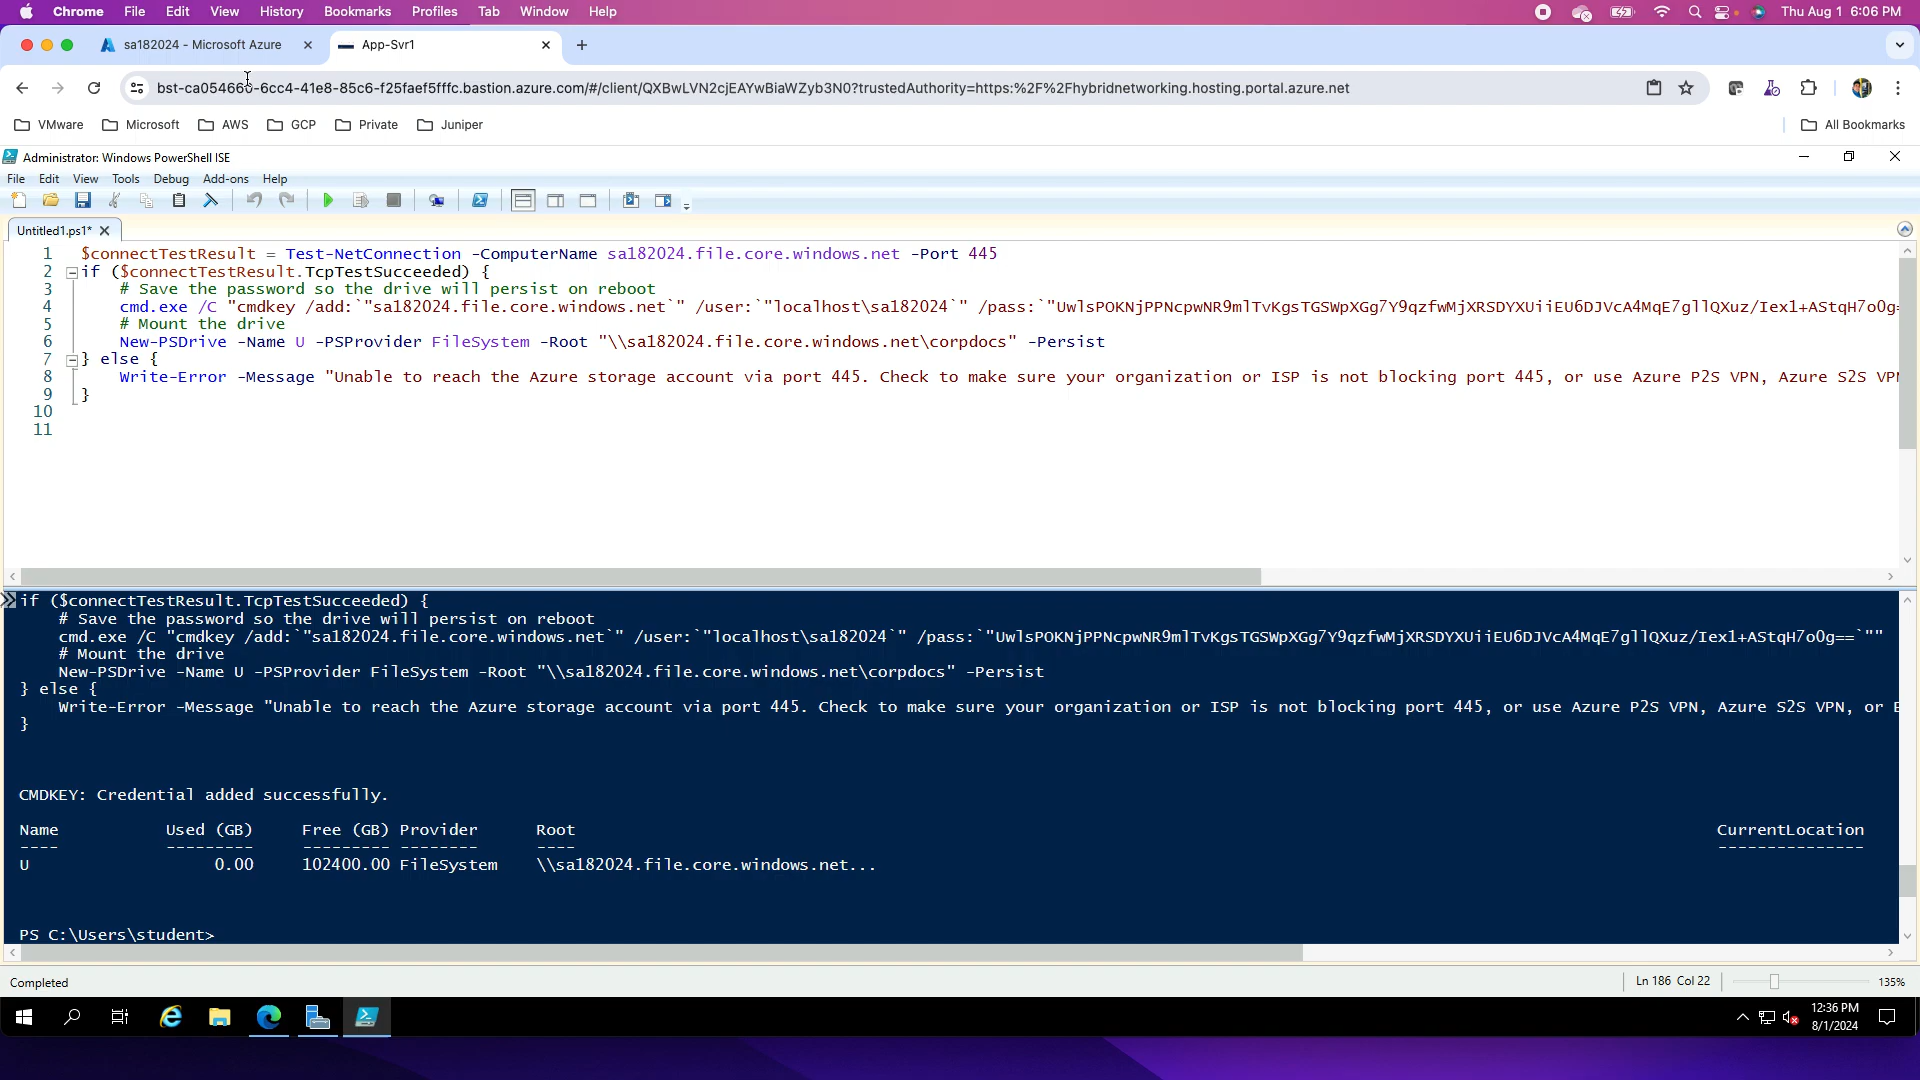 Chrome File Edit View History Bookmarks Profiles Tab Window Help Thu Aug 1 6:06 PM
sa182024 - Microsoft Azure App-Svr1
bst-ca054660-6cc4-41e8-85c6-f25faef5fffc.bastion.azure.com/#/client/QXBwLVN2cjEAYwBiaWZyb3N0?trustedAuthority=https:%2F%2Fhybridnetworking.hosting.portal.azure.net
VMware Microsoft AWS GCP Private Juniper All Bookmarks
Administrator: Windows PowerShell ISE
File Edit View Tools Debug Add-ons Help
Untitled1.ps1*
1 $connectTestResult = Test-NetConnection -ComputerName sa182024.file.core.windows.net -Port 445
2 if ($connectTestResult.TcpTestSucceeded) {
3 # Save the password so the drive will persist on reboot
4 cmd.exe /C "cmdkey /add:`"sa182024.file.core.windows.net`" /user:`"localhost\sa182024`" /pass:`"UwlsPOKNjPPNcpwNR9mlTvKgsTGSWpXGg7Y9qzfwMjXRSDYXUiiEU6DJVcA4MqE7gllQXuz/Iex1+AStqH7oOg=
5 # Mount the drive
6 New-PSDrive -Name U -PSProvider FileSystem -Root "\\sa182024.file.core.windows.net\corpdocs" -Persist
7 } else {
8 Write-Error -Message "Unable to reach the Azure storage account via port 445. Check to make sure your organization or ISP is not blocking port 445, or use Azure P2S VPN, Azure S2S VPN
9 }
10
11
if ($connectTestResult.TcpTestSucceeded) {
# Save the password so the drive will persist on reboot
cmd.exe /C "cmdkey /add:`"sa182024.file.core.windows.net`" /user:`"localhost\sa182024`" /pass:`"UwlsPOKNjPPNcpwNR9mlTvKgsTGSWpXGg7Y9qzfwMjXRSDYXUiiEU6DJVcA4MqE7gllQXuz/Iex1+AStqH7oOg==`""
# Mount the drive
New-PSDrive -Name U -PSProvider FileSystem -Root "\\sa182024.file.core.windows.net\corpdocs" -Persist
} else {
Write-Error -Message "Unable to reach the Azure storage account via port 445. Check to make sure your organization or ISP is not blocking port 445, or use Azure P2S VPN, Azure S2S VPN, or E
}
CMDKEY: Credential added successfully.
Name Used (GB) Free (GB) Provider Root CurrentLocation
---- --------- --------- -------- ---- ---------------
U 0.00 102400.00 FileSystem \\sa182024.file.core.windows.net...
PS C:\Users\student>
Completed Ln 186 Col 22 135%
12:36 PM
8/1/2024